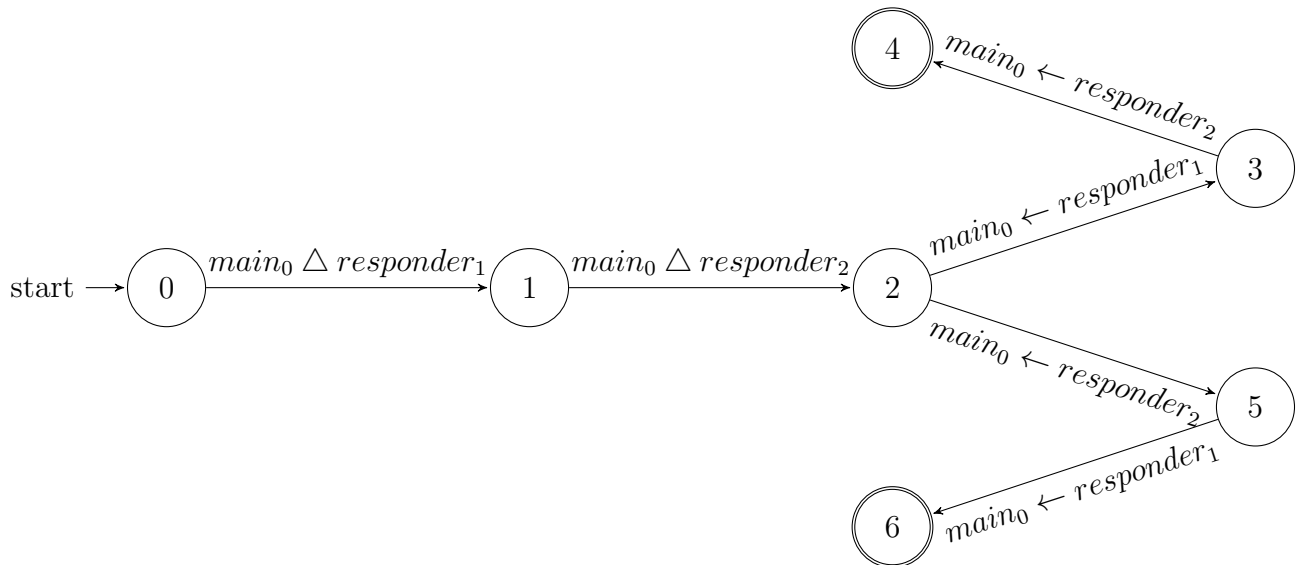 4
main₀ ← responder₂
3
main₀ ← responder₁
start
0
main₀ △ responder₁
1
main₀ △ responder₂
2
main₀ ← responder₂
5
main₀ ← responder₁
6